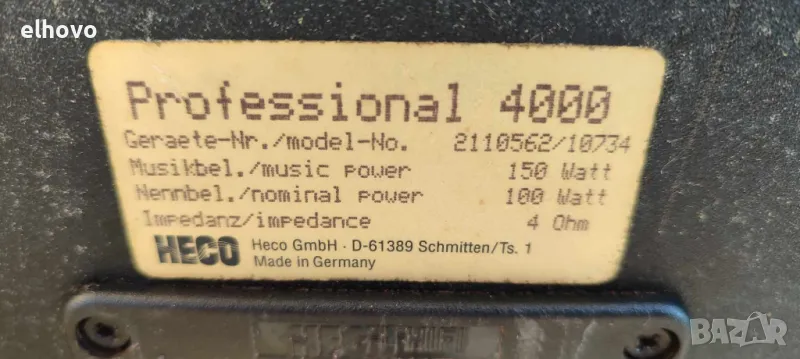 elhovo
Professional 4000
Geraete-Nr./model-No. 2110562/10734
Musikbel./music power 150 Watt
Nennbel./nominal power 100 Watt
Impedanz/impedance 4 Ohm
HECO Heco GmbH · D-61389 Schmitten/Ts. 1
Made in Germany
BAZAR